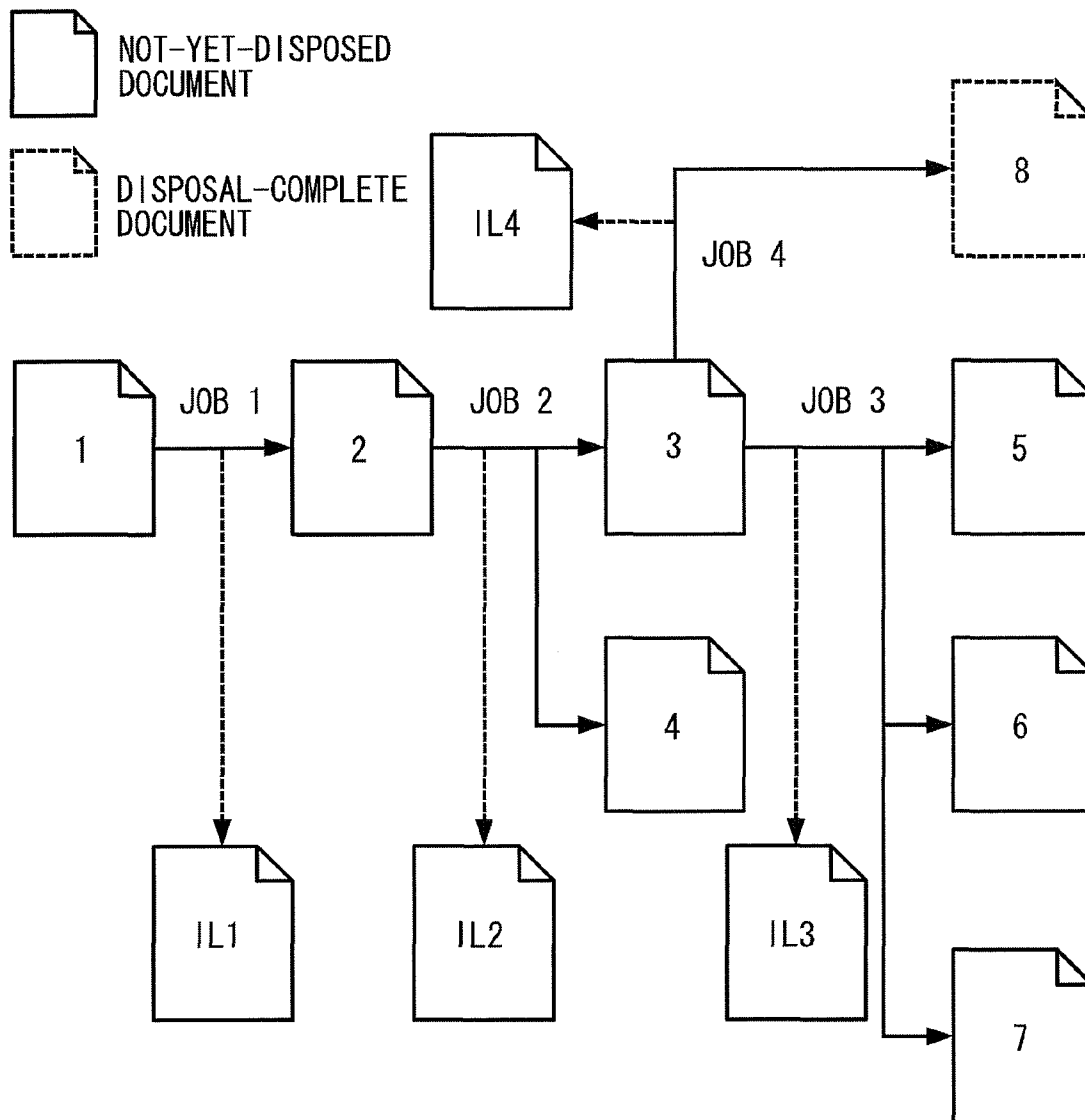 NOT-YET-DISPOSED
DOCUMENT
DISPOSAL-COMPLETE
DOCUMENT
8
IL4
JOB 4
JOB 1
JOB 2
JOB 3
1
2
3
5
4
6
IL1
IL2
IL3
7